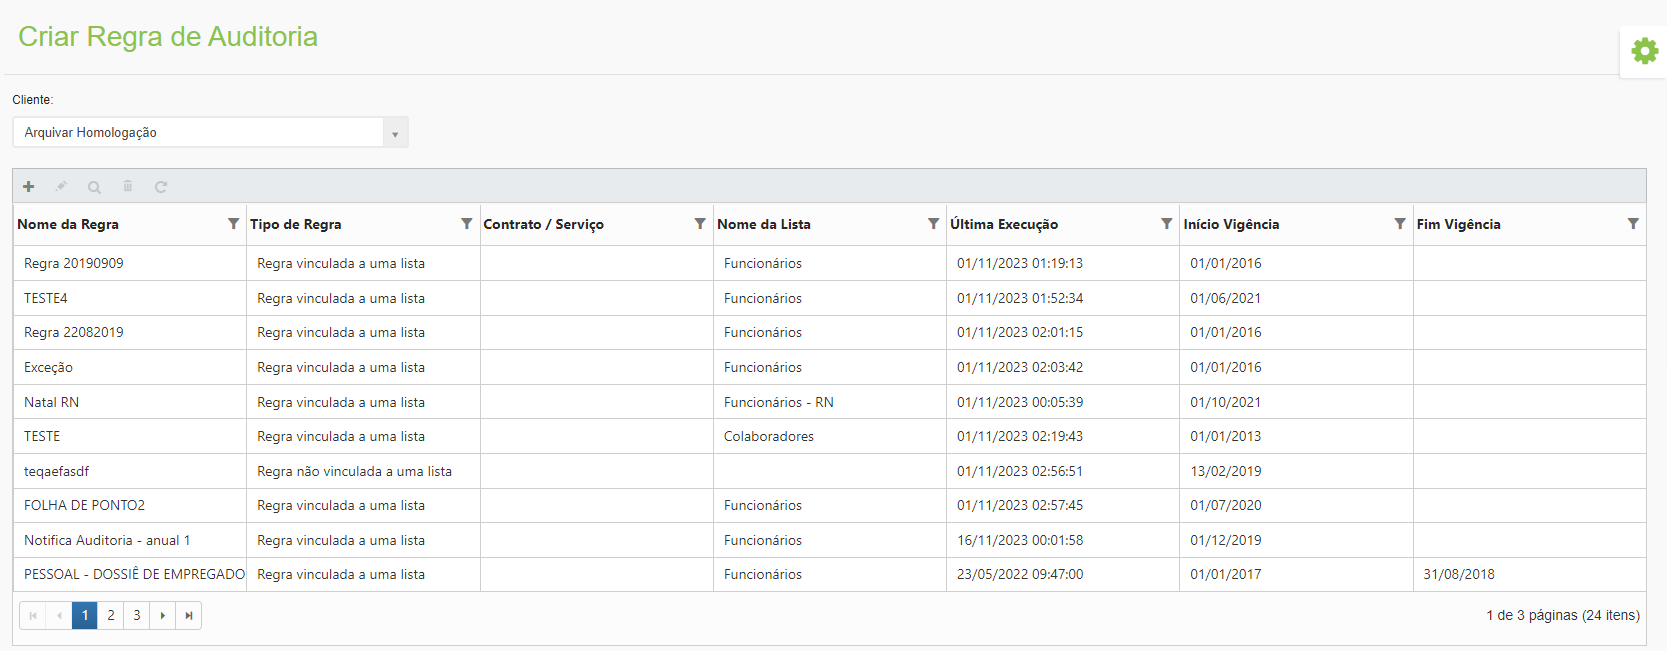 Criar Regra de Auditoria
Cliente:
Arquivar Homologação
Nome da Regra Tipo de Regra Contrato / Serviço Nome da Lista Última Execução Início Vigência Fim Vigência
Regra 20190909 Regra vinculada a uma lista Funcionários 01/11/2023 01:19:13 01/01/2016
TESTE4 Regra vinculada a uma lista Funcionários 01/11/2023 01:52:34 01/06/2021
Regra 22082019 Regra vinculada a uma lista Funcionários 01/11/2023 02:01:15 01/01/2016
Exceção Regra vinculada a uma lista Funcionários 01/11/2023 02:03:42 01/01/2016
Natal RN Regra vinculada a uma lista Funcionários - RN 01/11/2023 00:05:39 01/10/2021
TESTE Regra vinculada a uma lista Colaboradores 01/11/2023 02:19:43 01/01/2013
teqaefasdf Regra não vinculada a uma lista 01/11/2023 02:56:51 13/02/2019
FOLHA DE PONTO2 Regra vinculada a uma lista Funcionários 01/11/2023 02:57:45 01/07/2020
Notifica Auditoria - anual 1 Regra vinculada a uma lista Funcionários 16/11/2023 00:01:58 01/12/2019
PESSOAL - DOSSIÊ DE EMPREGADO Regra vinculada a uma lista Funcionários 23/05/2022 09:47:00 01/01/2017 31/08/2018
1 2 3 1 de 3 páginas (24 itens)